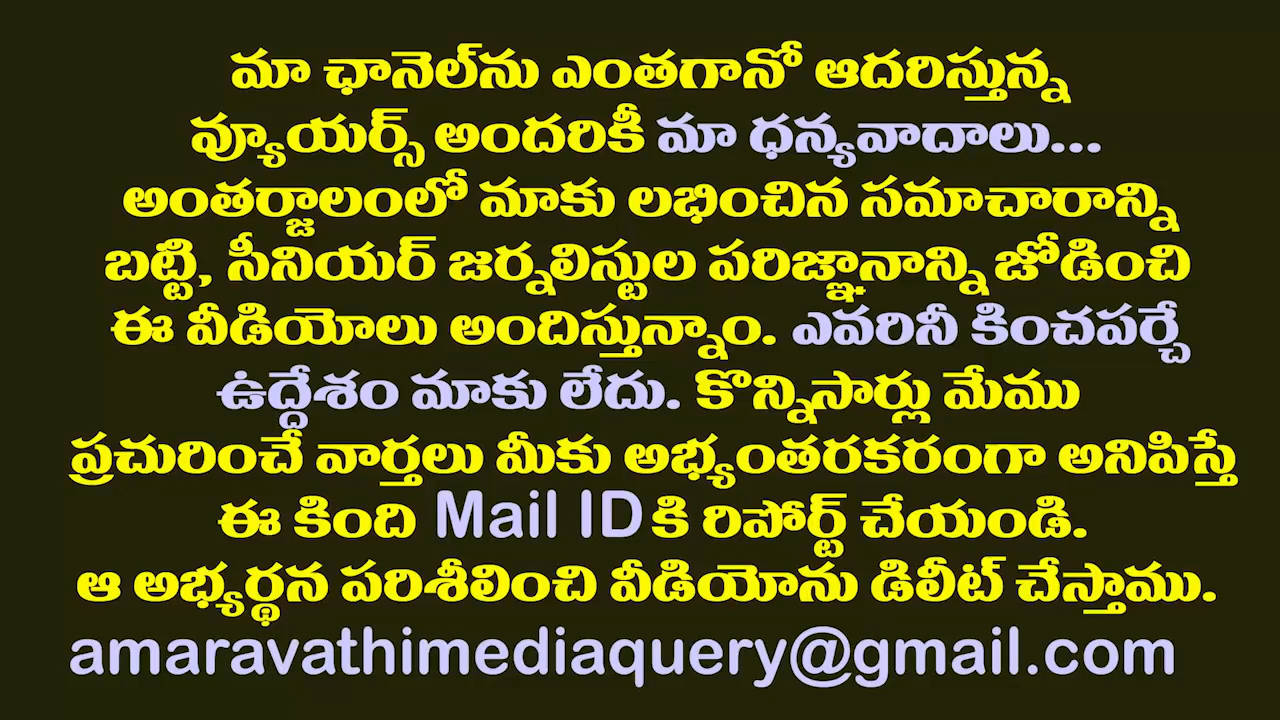 మా ఛానెల్‌ను ఎంతగానో ఆదరిస్తున్న
వ్యూయర్స్ అందరికీ మా ధన్యవాదాలు...
అంతర్జాలంలో మాకు లభించిన సమాచారాన్ని
బట్టి, సీనియర్ జర్నలిస్టుల పరిజ్ఞానాన్ని జోడించి
ఈ వీడియోలు అందిస్తున్నాం. ఎవరినీ కించపర్చే
ఉద్దేశం మాకు లేదు. కొన్నిసార్లు మేము
ప్రచురించే వార్తలు మీకు అభ్యంతరకరంగా అనిపిస్తే
ఈ కింది Mail ID కి రిపోర్ట్ చేయండి.
ఆ అభ్యర్థన పరిశీలించి వీడియోను డిలీట్ చేస్తాము.
amaravathimediaquery@gmail.com